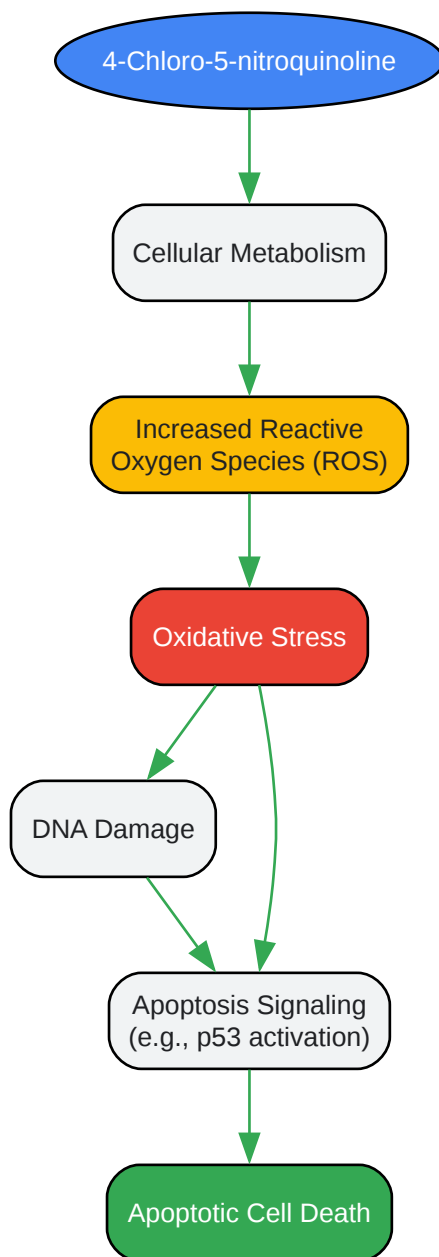 4-Chloro-5-nitroquinoline
Cellular Metabolism
Increased Reactive
Oxygen Species (ROS)
Oxidative Stress
DNA Damage
Apoptosis Signaling
(e.g., p53 activation)
Apoptotic Cell Death